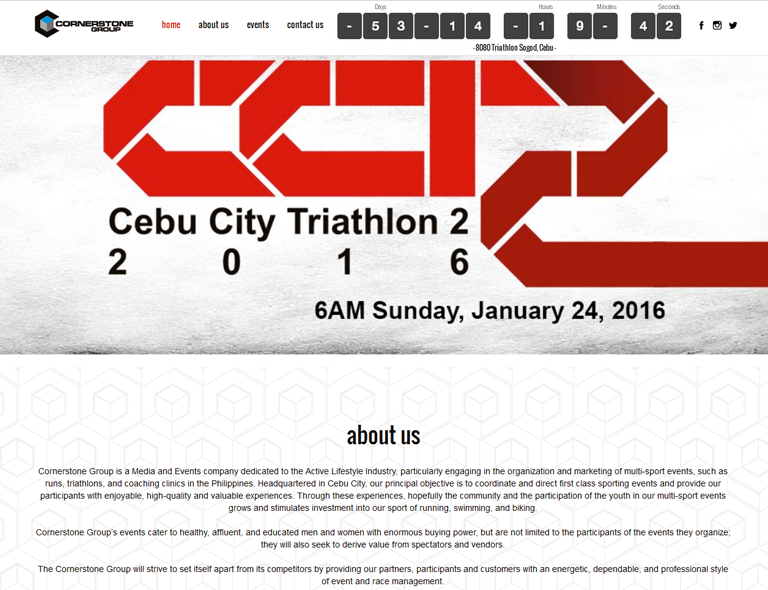 CORNERSTONE
GROUP
home about us events contact us
Days Hours Minutes Seconds
- 5 3 - 1 4 - 1 9 - 4 2
- 8080 Triathlon Sogod, Cebu -
CCT2
Cebu City Triathlon 2
2 0 1 6
6AM Sunday, January 24, 2016
about us
Cornerstone Group is a Media and Events company dedicated to the Active Lifestyle Industry, particularly engaging in the organization and marketing of multi-sport events, such as
runs, triathlons, and coaching clinics in the Philippines. Headquartered in Cebu City, our principal objective is to coordinate and direct first class sporting events and provide our
participants with enjoyable, high-quality and valuable experiences. Through these experiences, hopefully the community and the participation of the youth in our multi-sport events
grows and stimulates investment into our sport of running, swimming, and biking.
Cornerstone Group's events cater to healthy, affluent, and educated men and women with enormous buying power, but are not limited to the participants of the events they organize;
they will also seek to derive value from spectators and vendors.
The Cornerstone Group will strive to set itself apart from its competitors by providing our partners, participants and customers with an energetic, dependable, and professional style
of event and race management.